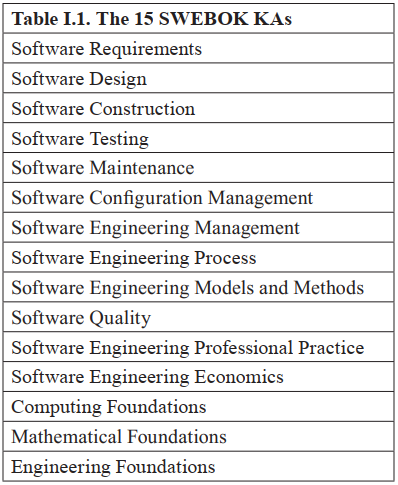 Table I.1. The 15 SWEBOK KAs
Software Requirements
Software Design
Software Construction
Software Testing
Software Maintenance
Software Configuration Management
Software Engineering Management
Software Engineering Process
Software Engineering Models and Methods
Software Quality
Software Engineering Professional Practice
Software Engineering Economics
Computing Foundations
Mathematical Foundations
Engineering Foundations